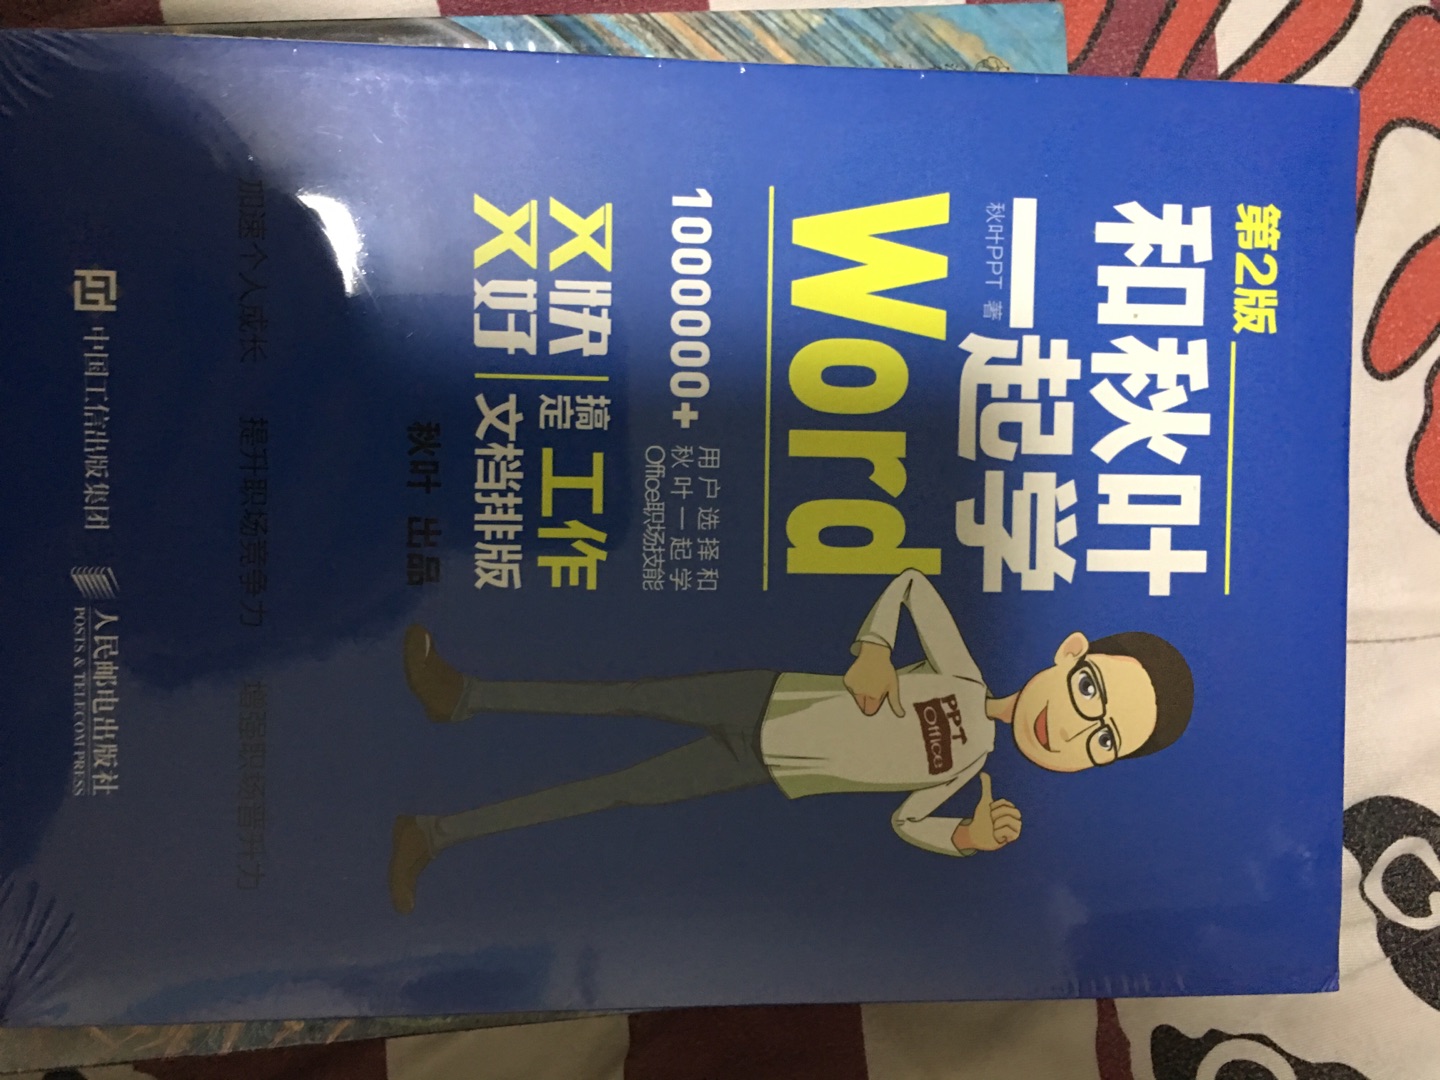 第2版
和秋叶
一起学
秋叶PPT 著
Word
1000000+
用户选择和
秋叶一起学
Office职场技能
又快 搞定 工作
又好 文档排版
秋叶 出品
PPT
Office
加速个人成长 提升职场竞争力 增强职场晋升力
中国工信出版集团
人民邮电出版社
POSTS & TELECOM PRESS